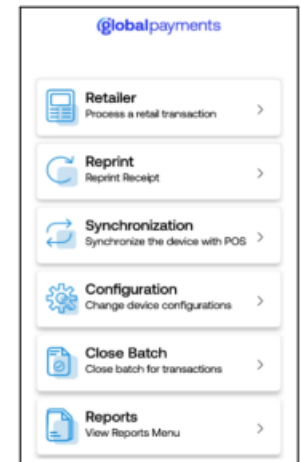 globalpayments
Retailer
Process a retail transaction
Reprint
Reprint Receipt
Synchronization
Synchronize the device with POS
Configuration
Change device configurations
Close Batch
Close batch for transactions
Reports
View Reports Menu